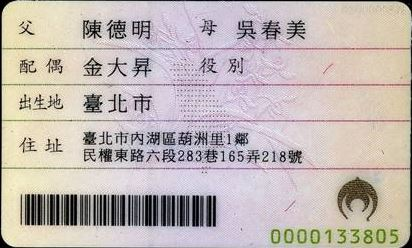 父 陳德明 母 吳春美
配偶 金大昇 役別
出生地 臺北市
住址 臺北市內湖區葫洲里1鄰
民權東路六段283巷165弄218號
0000133805